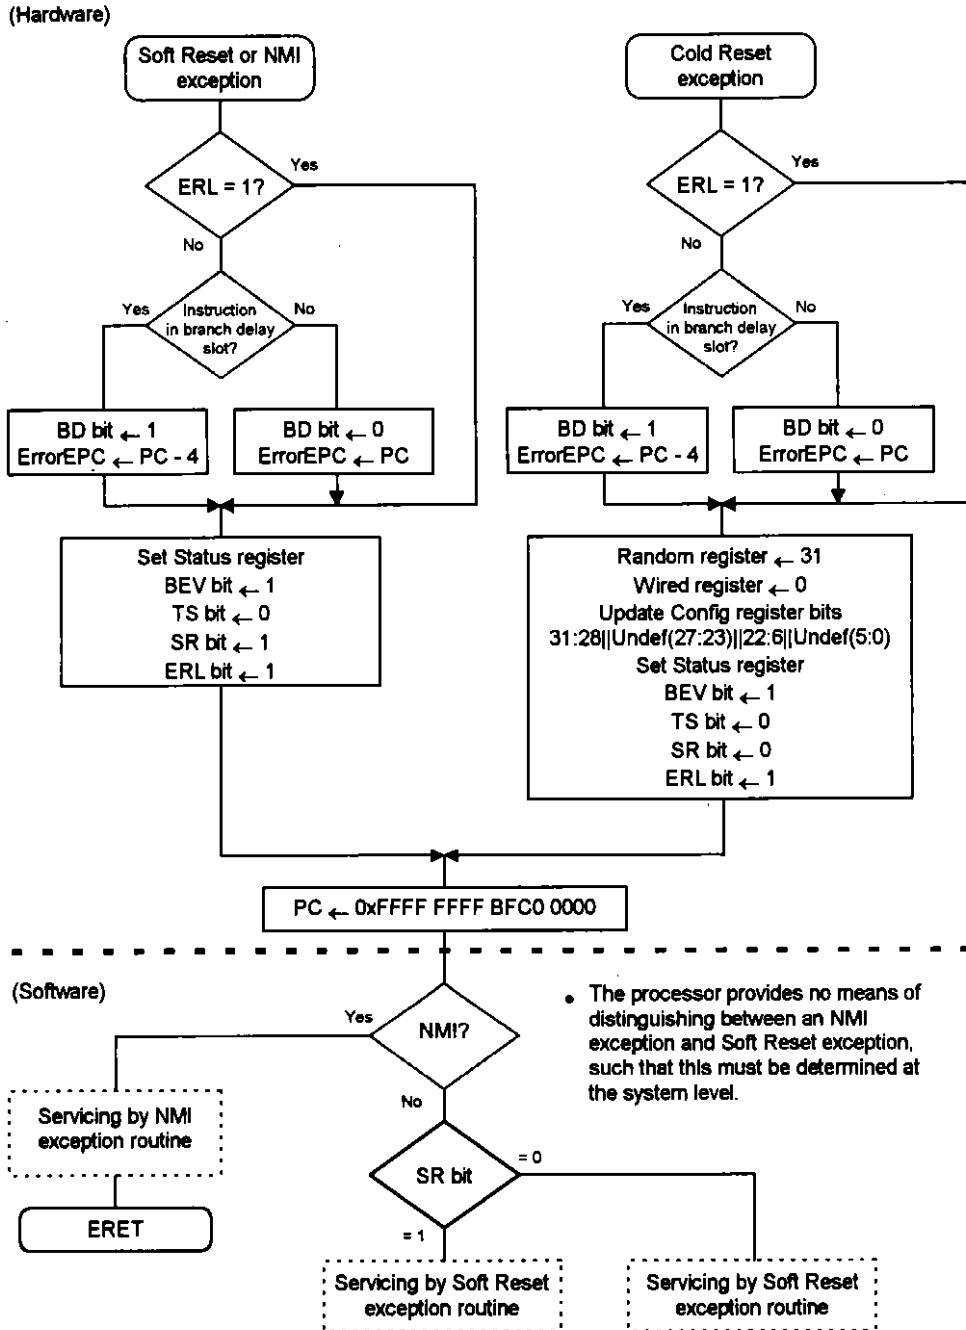 (Hardware)
Soft Reset or NMI
exception
ERL = 1?
Yes
No
Yes
Instruction
in branch delay
slot?
No
BD bit ← 1
ErrorEPC ← PC - 4
BD bit ← 0
ErrorEPC ← PC
Set Status register
BEV bit ← 1
TS bit ← 0
SR bit ← 1
ERL bit ← 1
Cold Reset
exception
ERL = 1?
Yes
No
Yes
Instruction
in branch delay
slot?
No
BD bit ← 1
ErrorEPC ← PC - 4
BD bit ← 0
ErrorEPC ← PC
Random register ← 31
Wired register ← 0
Update Config register bits
31:28||Undef(27:23)||22:6||Undef(5:0)
Set Status register
BEV bit ← 1
TS bit ← 0
SR bit ← 0
ERL bit ← 1
PC ← 0xFFFF FFFF BFC0 0000
(Software)
NMI?
Yes
No
• The processor provides no means of
distinguishing between an NMI
exception and Soft Reset exception,
such that this must be determined at
the system level.
Servicing by NMI
exception routine
ERET
SR bit
= 0
= 1
Servicing by Soft Reset
exception routine
Servicing by Soft Reset
exception routine